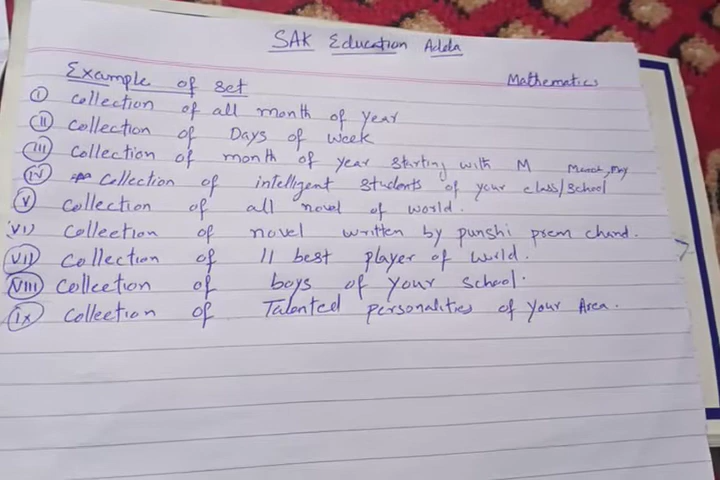 SAK Education Adda
Example of set Mathematics
(i) Collection of all month of year
(ii) Collection of Days of week
(iii) Collection of month of year starting with M March, May
(iv) Collection of intelligent students of your class/school
(v) Collection of all novel of world.
(vi) Collection of novel written by punshi prem chand.
(vii) Collection of 11 best player of world.
(viii) Collection of boys of your school.
(ix) Collection of Talented personalities of your Area.